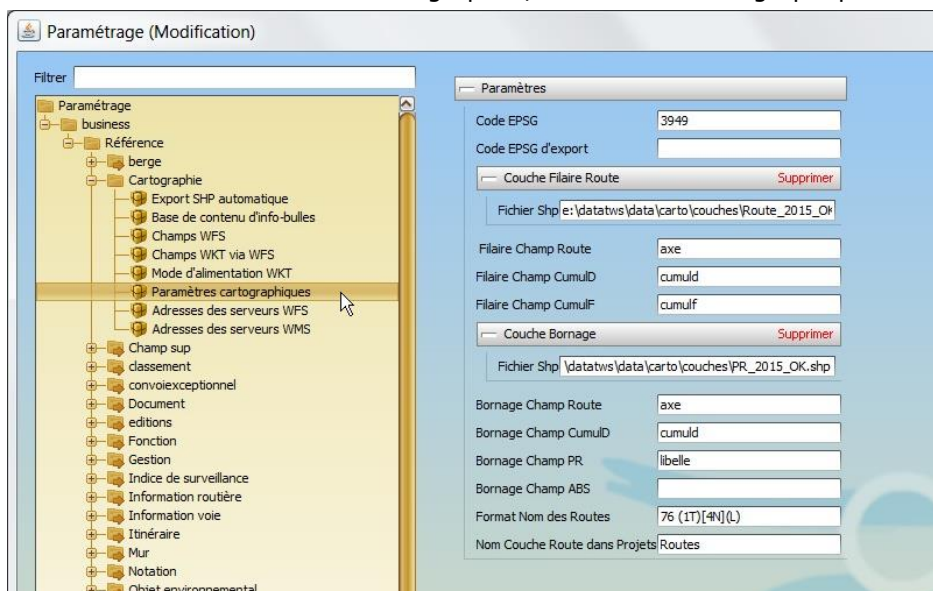 Paramétrage (Modification)
Filtrer
Paramétrage
business
Référence
berge
Cartographie
Export SHP automatique
Base de contenu d'info-bulles
Champs WFS
Champs WKT via WFS
Mode d'alimentation WKT
Paramètres cartographiques
Adresses des serveurs WFS
Adresses des serveurs WMS
Champ sup
classement
convoiexceptionnel
Document
editions
Fonction
Gestion
Indice de surveillance
Information routière
Information voie
Itinéraire
Mur
Notation
Objet environnemental
Paramètres
Code EPSG 3949
Code EPSG d'export
Couche Filaire Route Supprimer
Fichier Shp e:\datatws\data\carto\couches\Route_2015_OK
Filaire Champ Route axe
Filaire Champ CumulD cumuld
Filaire Champ CumulF cumulf
Couche Bornage Supprimer
Fichier Shp \datatws\data\carto\couches\PR_2015_OK.shp
Bornage Champ Route axe
Bornage Champ CumulD cumuld
Bornage Champ PR libelle
Bornage Champ ABS
Format Nom des Routes 76 (1T)[4N](L)
Nom Couche Route dans Projets Routes